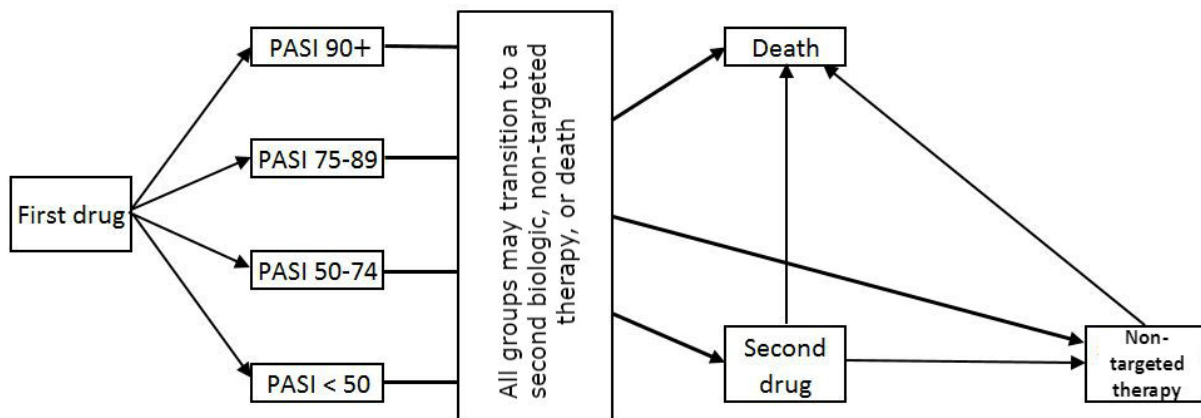 First drug
PASI 90+
PASI 75-89
PASI 50-74
PASI < 50
All groups may transition to a
second biologic, non-targeted
therapy, or death
Death
Second
drug
Non-
targeted
therapy